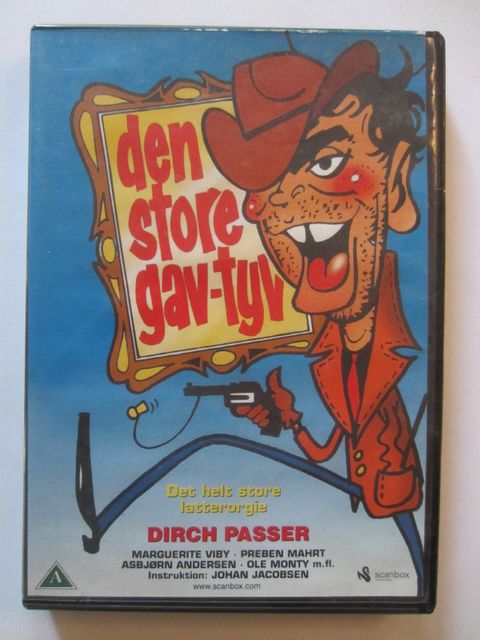 den
store
gav-tyv
Det helt store
latterorgie
DIRCH PASSER
MARGUERITE VIBY · PREBEN MAHRT
ASBJØRN ANDERSEN · OLE MONTY m.fl.
Instruktion: JOHAN JACOBSEN
www.scanbox.com
A
scanbox